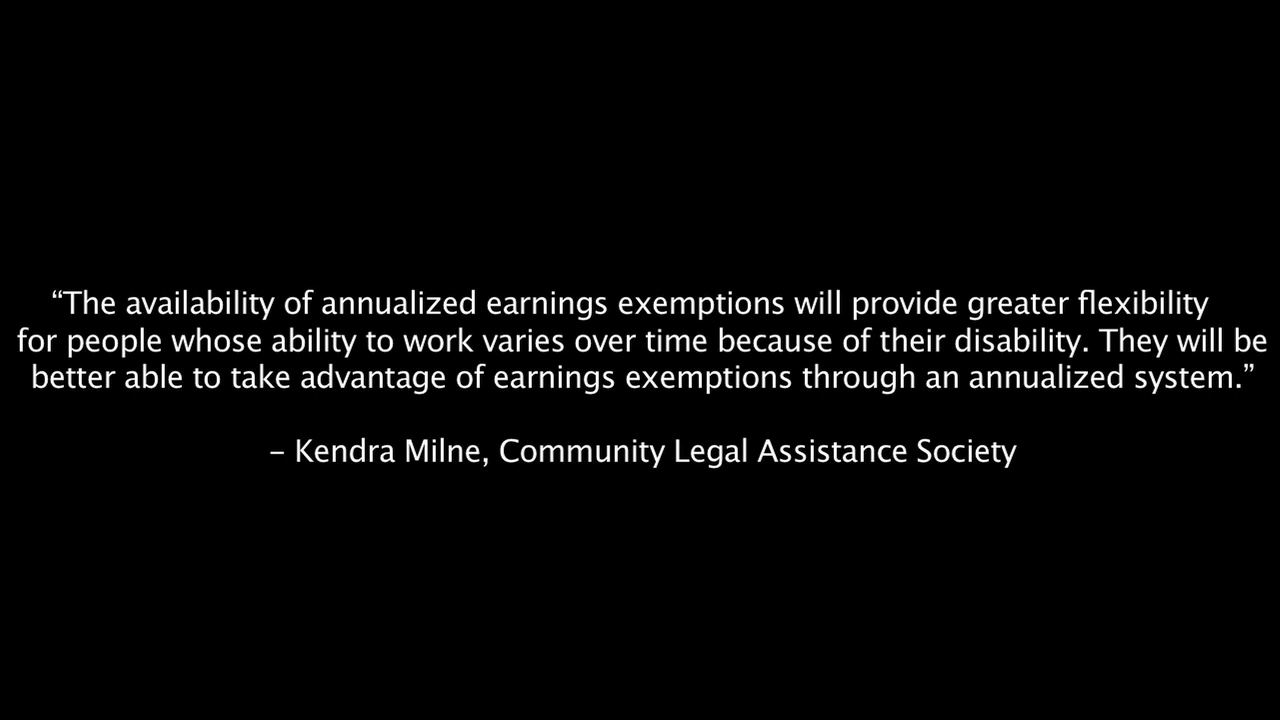 “The availability of annualized earnings exemptions will provide greater flexibility
for people whose ability to work varies over time because of their disability. They will be
better able to take advantage of earnings exemptions through an annualized system.”
– Kendra Milne, Community Legal Assistance Society